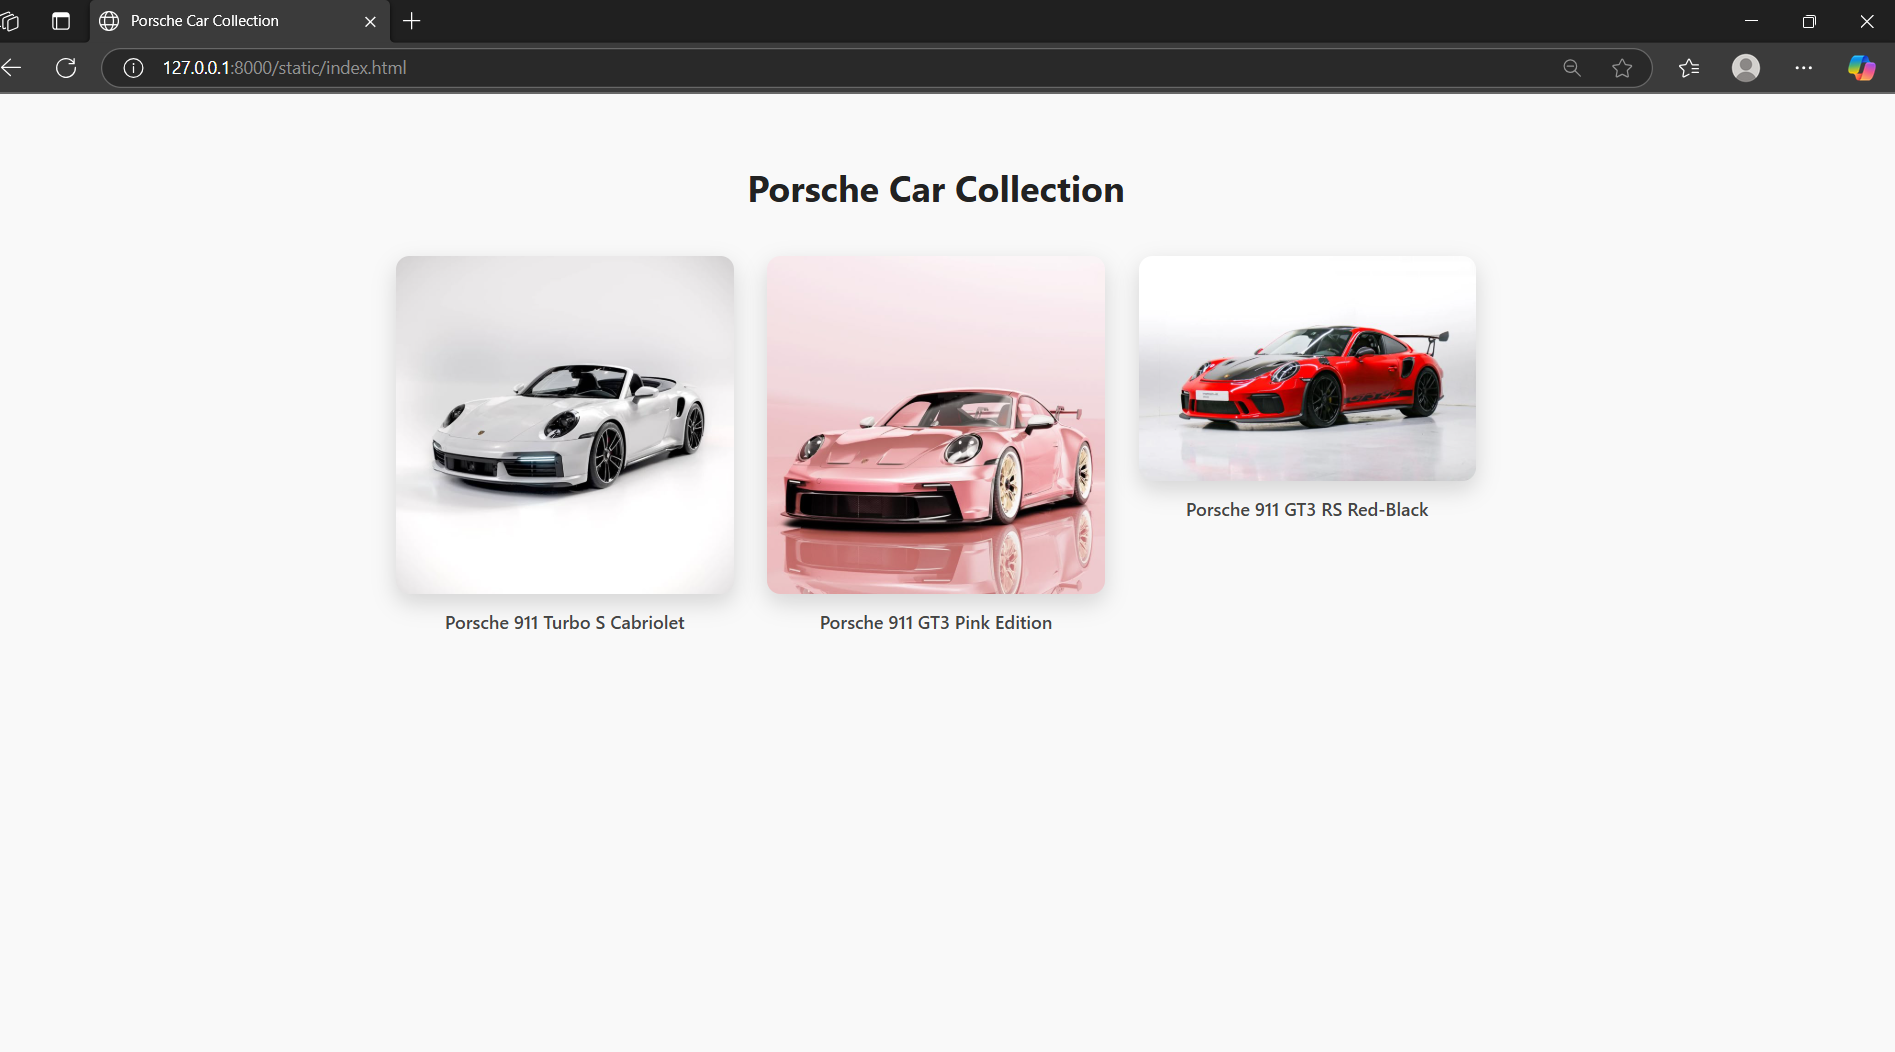 Porsche Car Collection
127.0.0.1:8000/static/index.html
Porsche Car Collection
Porsche 911 Turbo S Cabriolet
Porsche 911 GT3 Pink Edition
Porsche 911 GT3 RS Red-Black